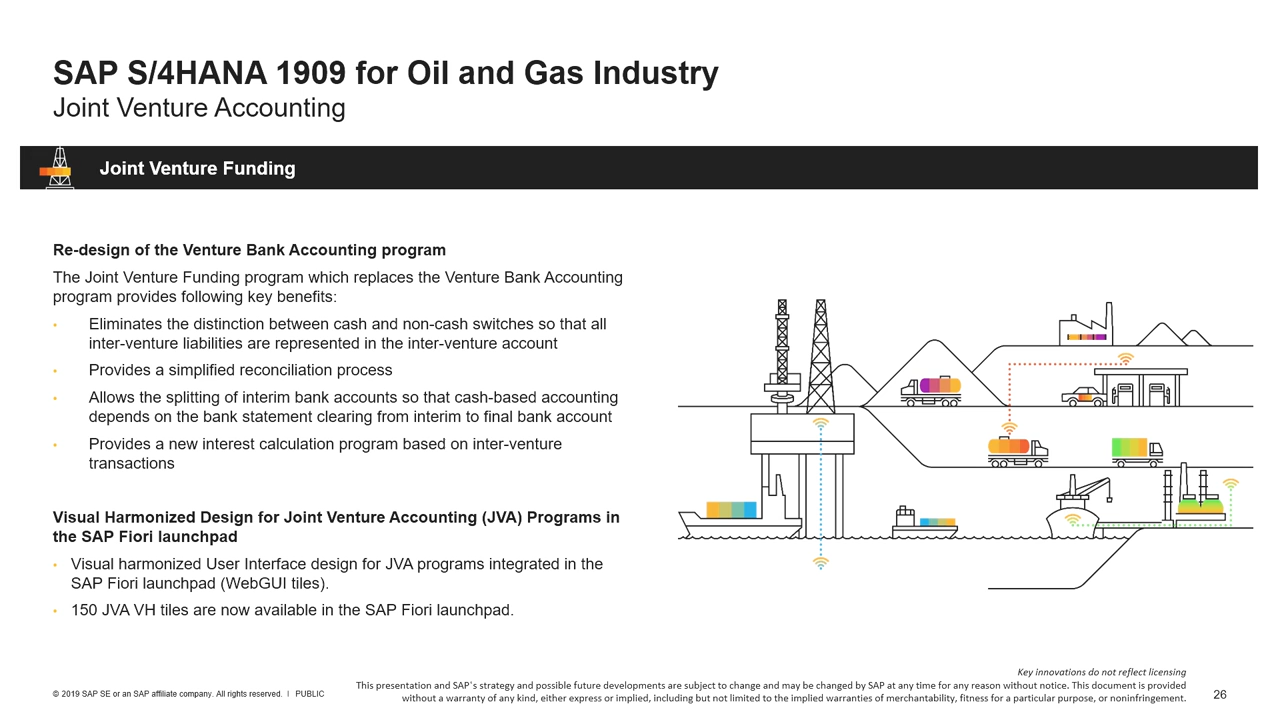 SAP S/4HANA 1909 for Oil and Gas Industry
Joint Venture Accounting
Joint Venture Funding
Re-design of the Venture Bank Accounting program
The Joint Venture Funding program which replaces the Venture Bank Accounting
program provides following key benefits:
• Eliminates the distinction between cash and non-cash switches so that all
inter-venture liabilities are represented in the inter-venture account
• Provides a simplified reconciliation process
• Allows the splitting of interim bank accounts so that cash-based accounting
depends on the bank statement clearing from interim to final bank account
• Provides a new interest calculation program based on inter-venture
transactions
Visual Harmonized Design for Joint Venture Accounting (JVA) Programs in
the SAP Fiori launchpad
• Visual harmonized User Interface design for JVA programs integrated in the
SAP Fiori launchpad (WebGUI tiles).
• 150 JVA VH tiles are now available in the SAP Fiori launchpad.
Key innovations do not reflect licensing
This presentation and SAP`s strategy and possible future developments are subject to change and may be changed by SAP at any time for any reason without notice. This document is provided
without a warranty of any kind, either express or implied, including but not limited to the implied warranties of merchantability, fitness for a particular purpose, or noninfringement.
© 2019 SAP SE or an SAP affiliate company. All rights reserved. | PUBLIC
26